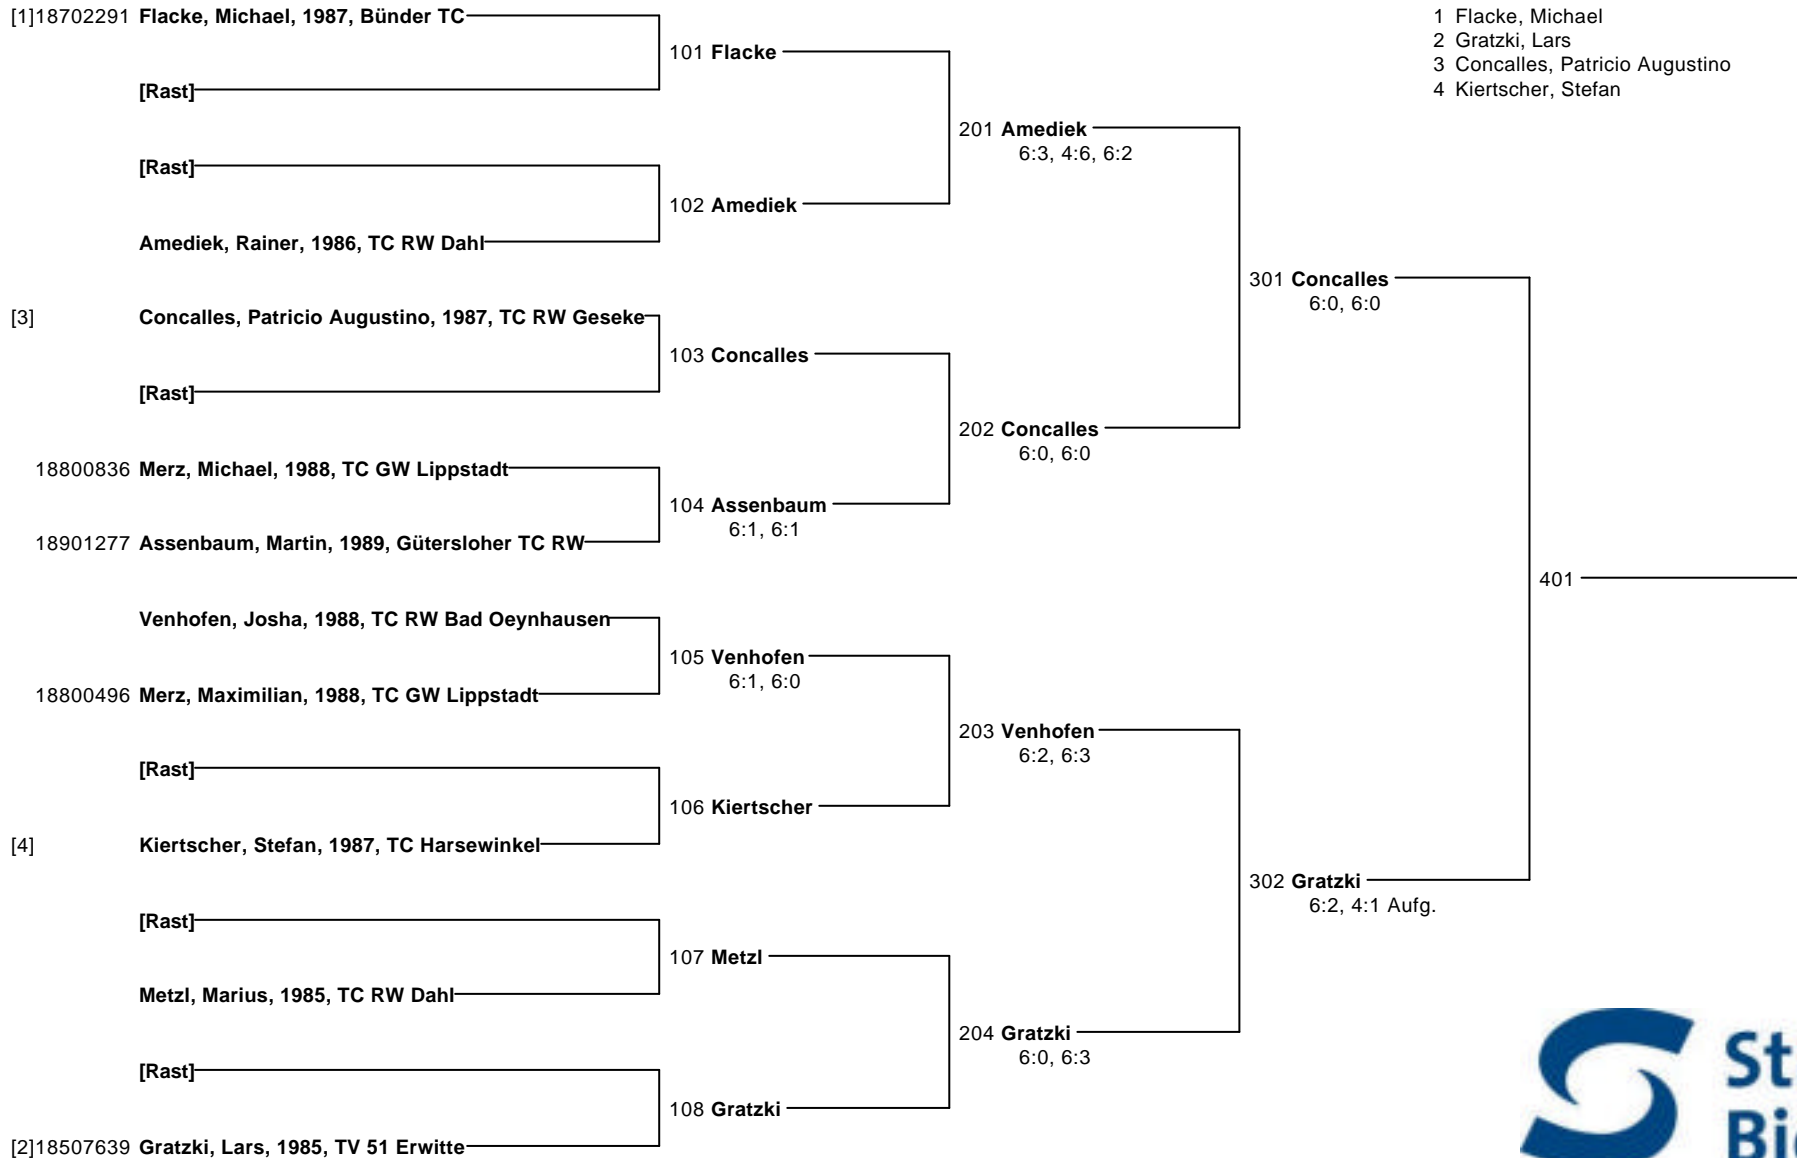 [1]18702291 Flacke, Michael, 1987, Bünder TC
1 Flacke, Michael
2 Gratzki, Lars
3 Concalles, Patricio Augustino
4 Kiertscher, Stefan
101 Flacke
[Rast]
201 Amediek
6:3, 4:6, 6:2
[Rast]
102 Amediek
Amediek, Rainer, 1986, TC RW Dahl
301 Concalles
6:0, 6:0
[3] Concalles, Patricio Augustino, 1987, TC RW Geseke
103 Concalles
[Rast]
202 Concalles
6:0, 6:0
18800836 Merz, Michael, 1988, TC GW Lippstadt
104 Assenbaum
6:1, 6:1
18901277 Assenbaum, Martin, 1989, Gütersloher TC RW
401
Venhofen, Josha, 1988, TC RW Bad Oeynhausen
105 Venhofen
6:1, 6:0
18800496 Merz, Maximilian, 1988, TC GW Lippstadt
203 Venhofen
6:2, 6:3
[Rast]
106 Kiertscher
[4] Kiertscher, Stefan, 1987, TC Harsewinkel
302 Gratzki
6:2, 4:1 Aufg.
[Rast]
107 Metzl
Metzl, Marius, 1985, TC RW Dahl
204 Gratzki
6:0, 6:3
[Rast]
108 Gratzki
[2]18507639 Gratzki, Lars, 1985, TV 51 Erwitte
St